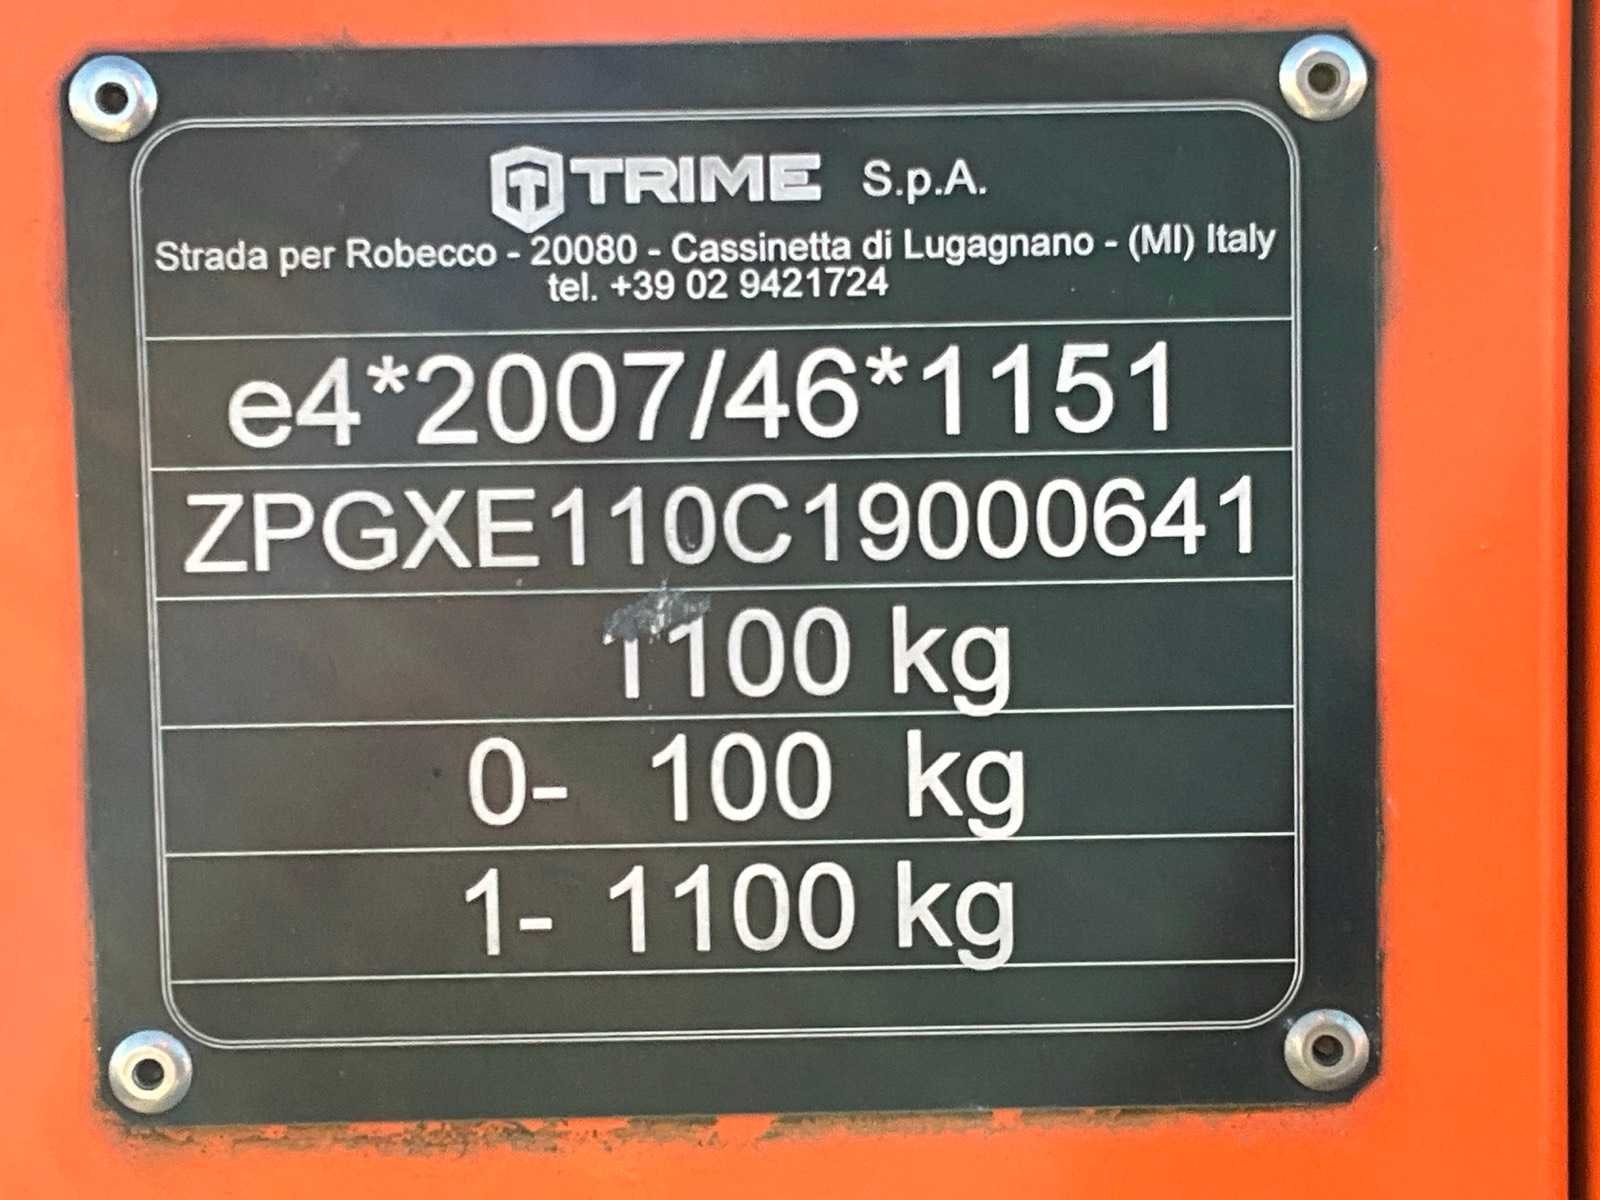 TRIME S.p.A.
Strada per Robecco - 20080 - Cassinetta di Lugagnano - (MI) Italy
tel. +39 02 9421724
e4*2007/46*1151
ZPGXE110C19000641
1100 kg
0- 100 kg
1- 1100 kg